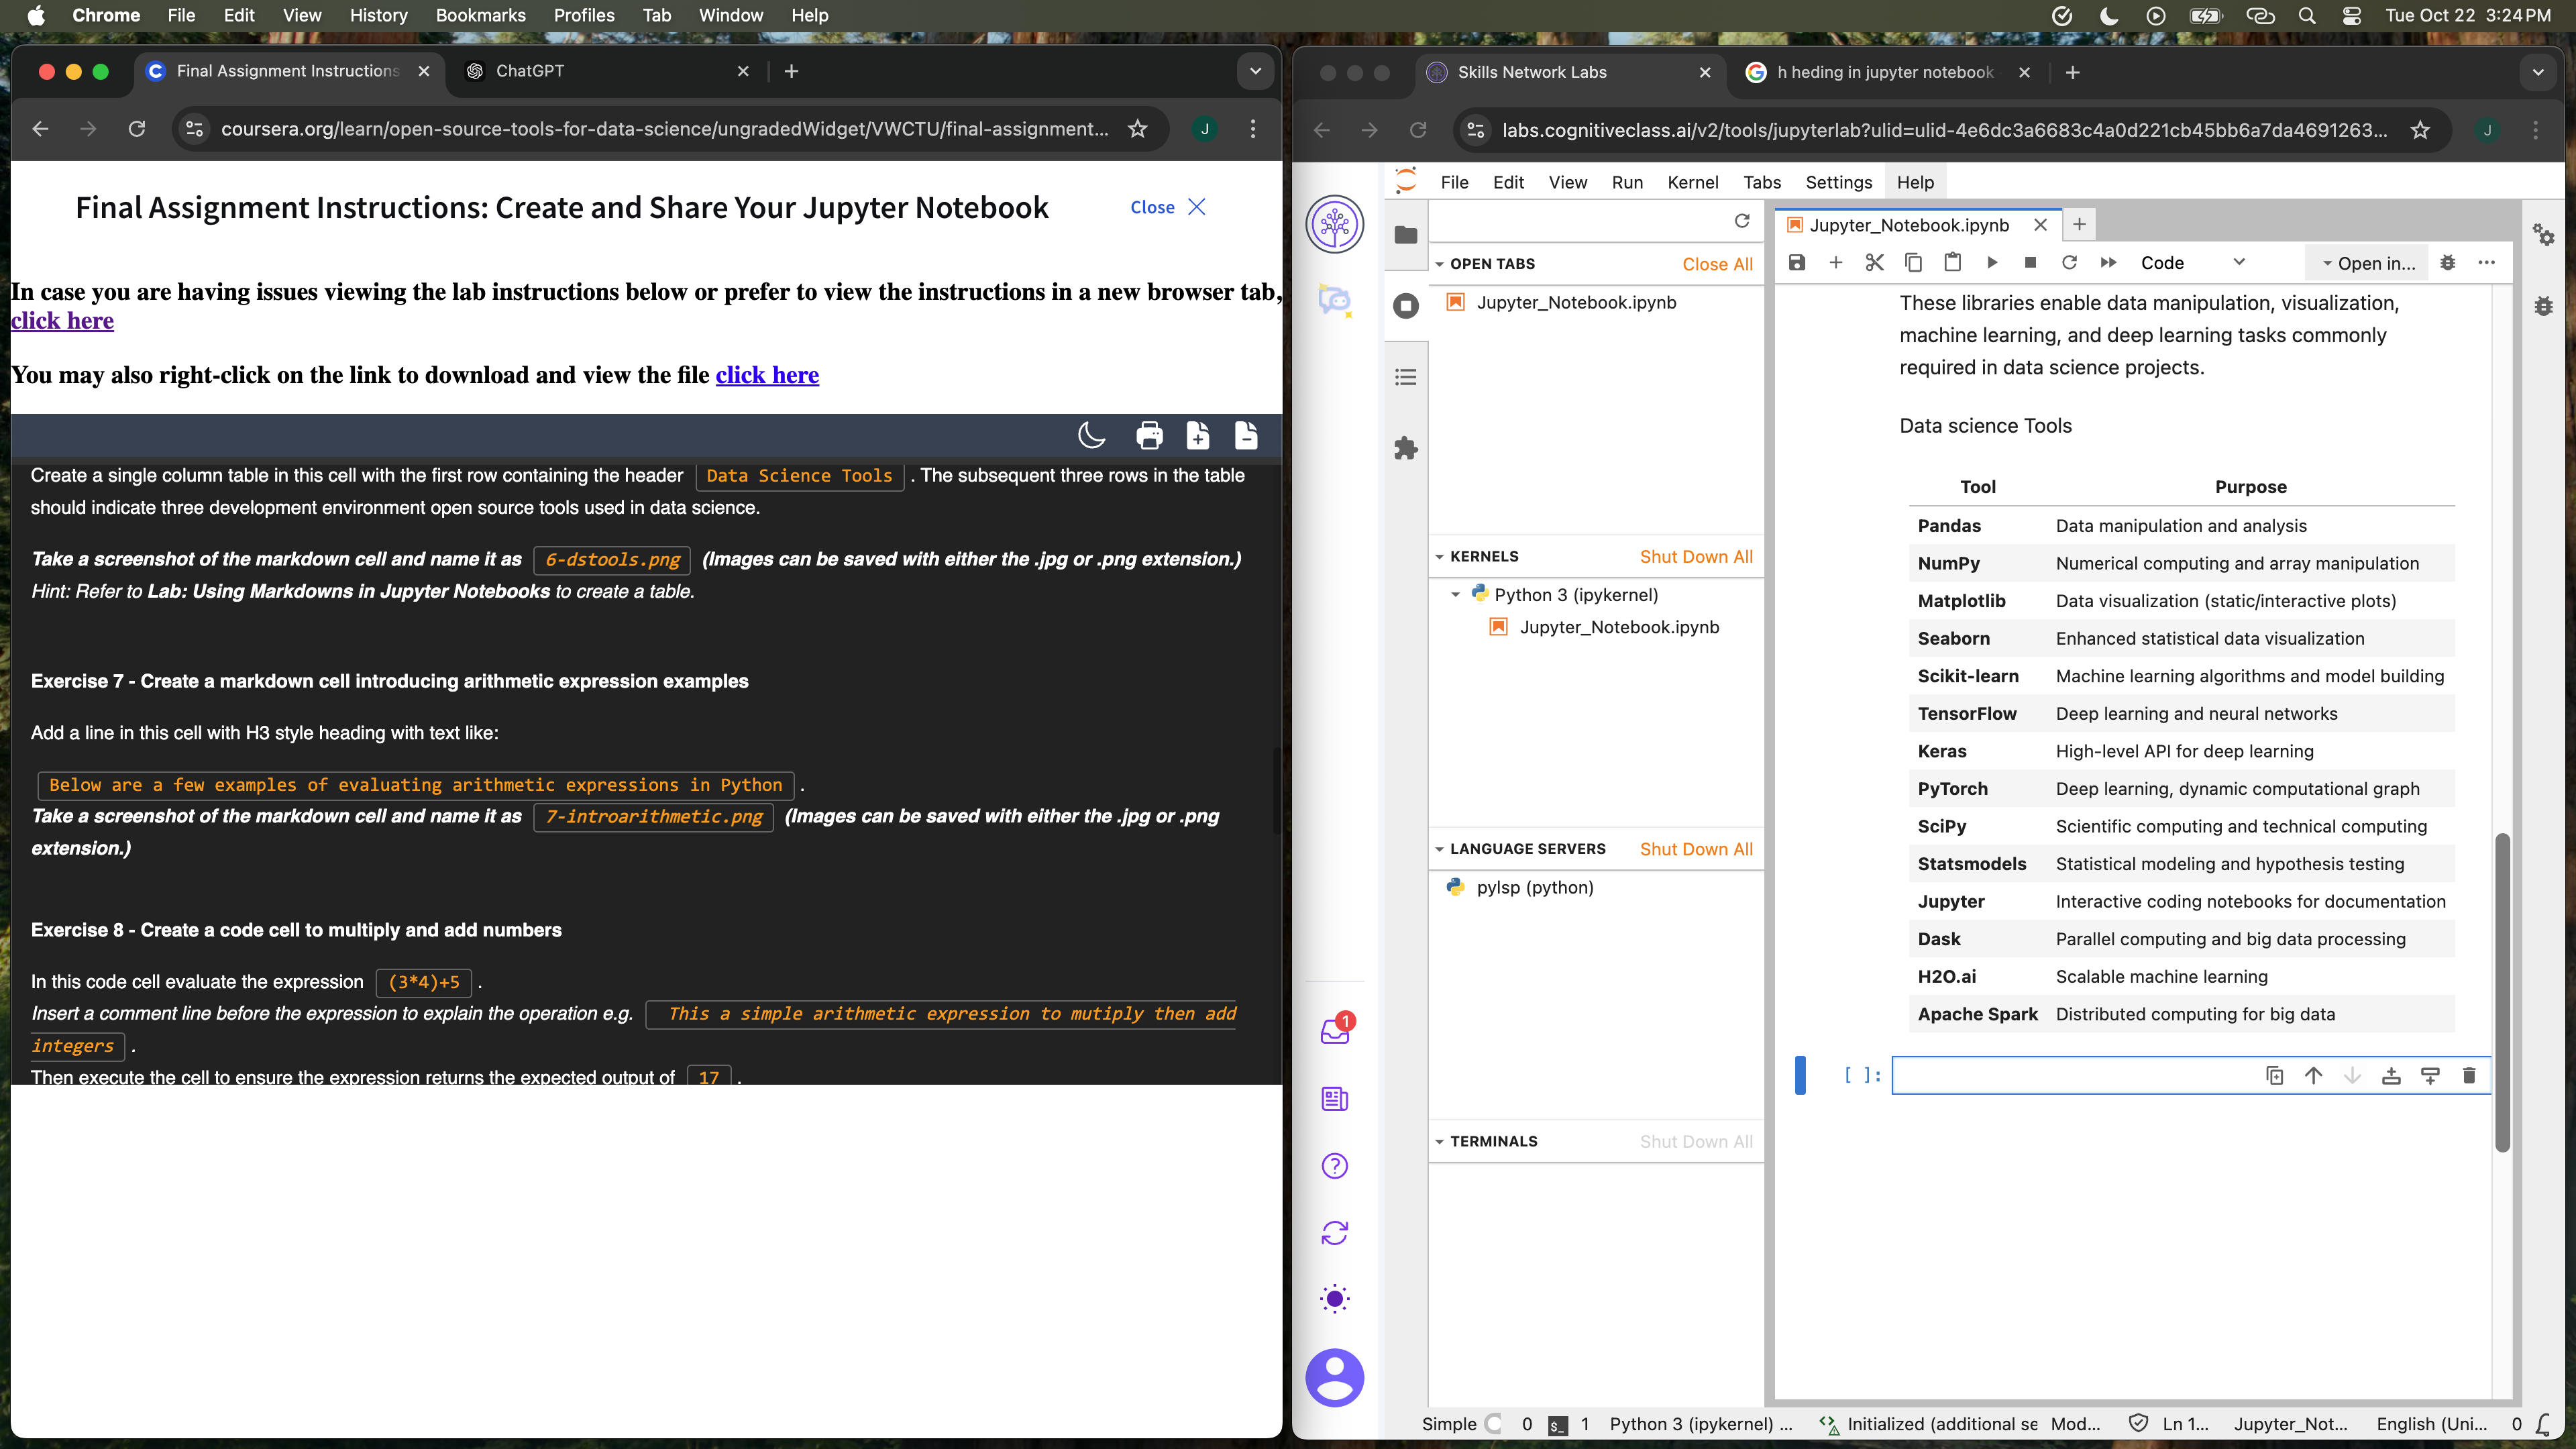 Chrome File Edit View History Bookmarks Profiles Tab Window Help
Tue Oct 22 3:24 PM
Final Assignment Instructions
ChatGPT
coursera.org/learn/open-source-tools-for-data-science/ungradedWidget/VWCTU/final-assignment...
J
Final Assignment Instructions: Create and Share Your Jupyter Notebook
Close
In case you are having issues viewing the lab instructions below or prefer to view the instructions in a new browser tab,
click here
You may also right-click on the link to download and view the file click here
Create a single column table in this cell with the first row containing the header Data Science Tools . The subsequent three rows in the table
should indicate three development environment open source tools used in data science.
Take a screenshot of the markdown cell and name it as 6-dstools.png (Images can be saved with either the .jpg or .png extension.)
Hint: Refer to Lab: Using Markdowns in Jupyter Notebooks to create a table.
Exercise 7 - Create a markdown cell introducing arithmetic expression examples
Add a line in this cell with H3 style heading with text like:
Below are a few examples of evaluating arithmetic expressions in Python .
Take a screenshot of the markdown cell and name it as 7-introarithmetic.png (Images can be saved with either the .jpg or .png
extension.)
Exercise 8 - Create a code cell to multiply and add numbers
In this code cell evaluate the expression (3*4)+5 .
Insert a comment line before the expression to explain the operation e.g. This a simple arithmetic expression to mutiply then add
integers .
Then execute the cell to ensure the expression returns the expected output of 17 .
Skills Network Labs
h heding in jupyter notebook
labs.cognitiveclass.ai/v2/tools/jupyterlab?ulid=ulid-4e6dc3a6683c4a0d221cb45bb6a7da4691263...
J
File Edit View Run Kernel Tabs Settings Help
OPEN TABS Close All
Jupyter_Notebook.ipynb
KERNELS Shut Down All
Python 3 (ipykernel)
Jupyter_Notebook.ipynb
LANGUAGE SERVERS Shut Down All
pylsp (python)
TERMINALS Shut Down All
1
Jupyter_Notebook.ipynb
Code
Open in...
These libraries enable data manipulation, visualization,
machine learning, and deep learning tasks commonly
required in data science projects.
Data science Tools
Tool Purpose
Pandas Data manipulation and analysis
NumPy Numerical computing and array manipulation
Matplotlib Data visualization (static/interactive plots)
Seaborn Enhanced statistical data visualization
Scikit-learn Machine learning algorithms and model building
TensorFlow Deep learning and neural networks
Keras High-level API for deep learning
PyTorch Deep learning, dynamic computational graph
SciPy Scientific computing and technical computing
Statsmodels Statistical modeling and hypothesis testing
Jupyter Interactive coding notebooks for documentation
Dask Parallel computing and big data processing
H2O.ai Scalable machine learning
Apache Spark Distributed computing for big data
[ ]:
Simple 0 $_ 1 Python 3 (ipykernel) ... Initialized (additional se Mod... Ln 1... Jupyter_Not... English (Uni... 0